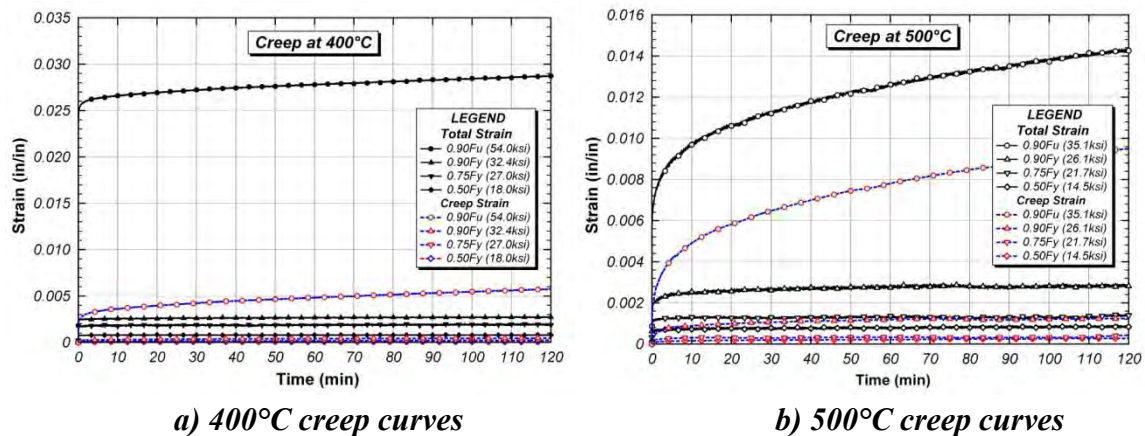 Creep at 400°C
0.035
0.030
0.025
0.020
0.015
0.010
0.005
0
Strain (in/in)
LEGEND
Total Strain
0.90Fu (54.0ksi)
0.90Fy (32.4ksi)
0.75Fy (27.0ksi)
0.50Fy (18.0ksi)
Creep Strain
0.90Fu (54.0ksi)
0.90Fy (32.4ksi)
0.75Fy (27.0ksi)
0.50Fy (18.0ksi)
0 10 20 30 40 50 60 70 80 90 100 110 120
Time (min)
a) 400°C creep curves
Creep at 500°C
0.016
0.014
0.012
0.010
0.008
0.006
0.004
0.002
0
Strain (in/in)
LEGEND
Total Strain
0.90Fu (35.1ksi)
0.90Fy (26.1ksi)
0.75Fy (21.7ksi)
0.50Fy (14.5ksi)
Creep Strain
0.90Fu (35.1ksi)
0.90Fy (26.1ksi)
0.75Fy (21.7ksi)
0.50Fy (14.5ksi)
0 10 20 30 40 50 60 70 80 90 100 110 120
Time (min)
b) 500°C creep curves